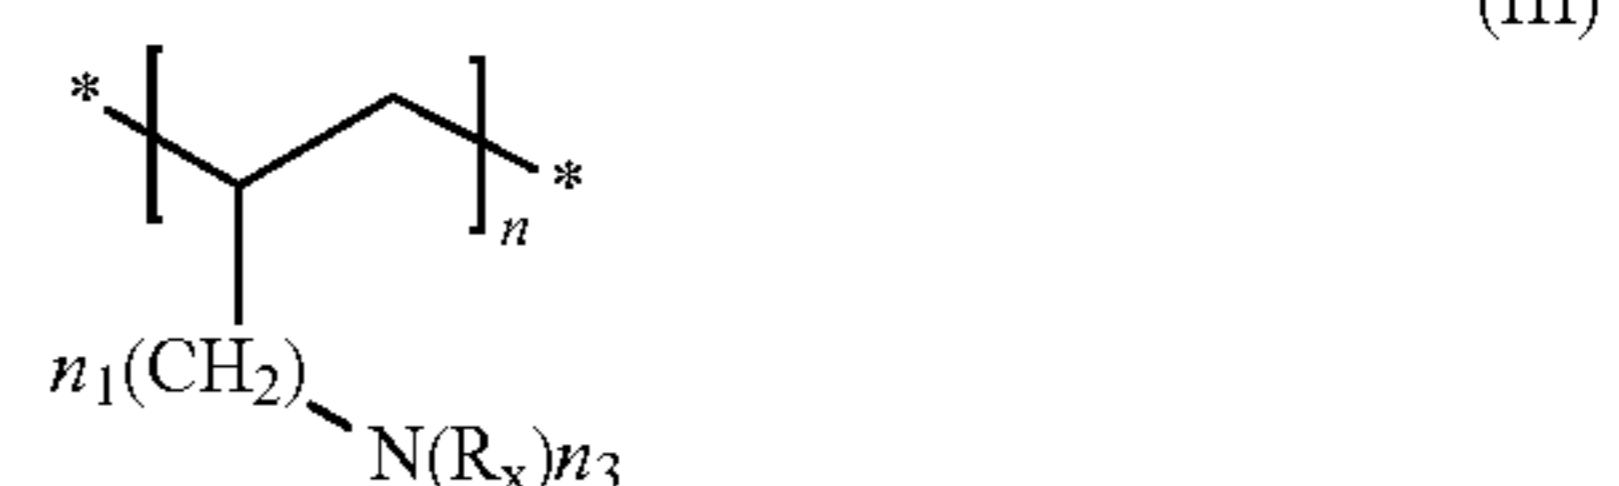 (III)
*
*
n
n₁(CH₂)
N(Rₓ)n₃